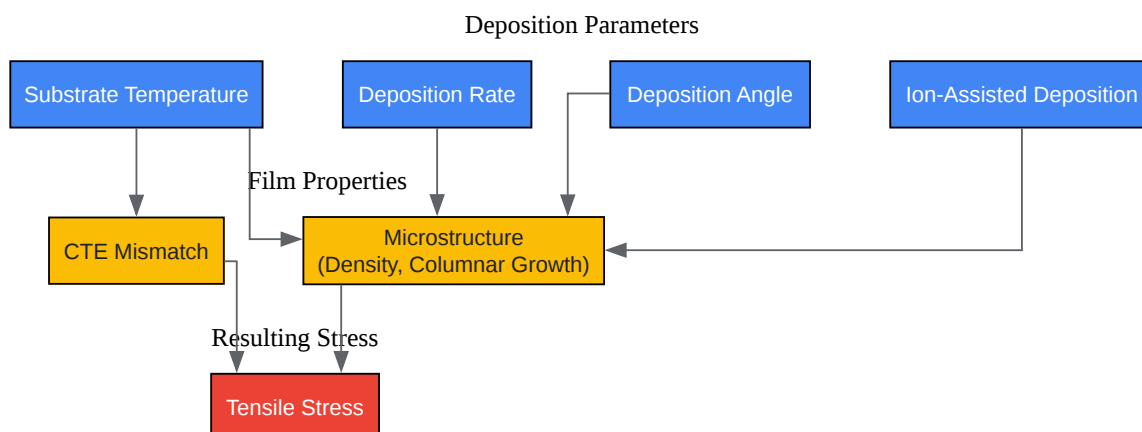 Deposition Parameters
Substrate Temperature
Deposition Rate
Deposition Angle
Ion-Assisted Deposition
Film Properties
CTE Mismatch
Microstructure
(Density, Columnar Growth)
Resulting Stress
Tensile Stress